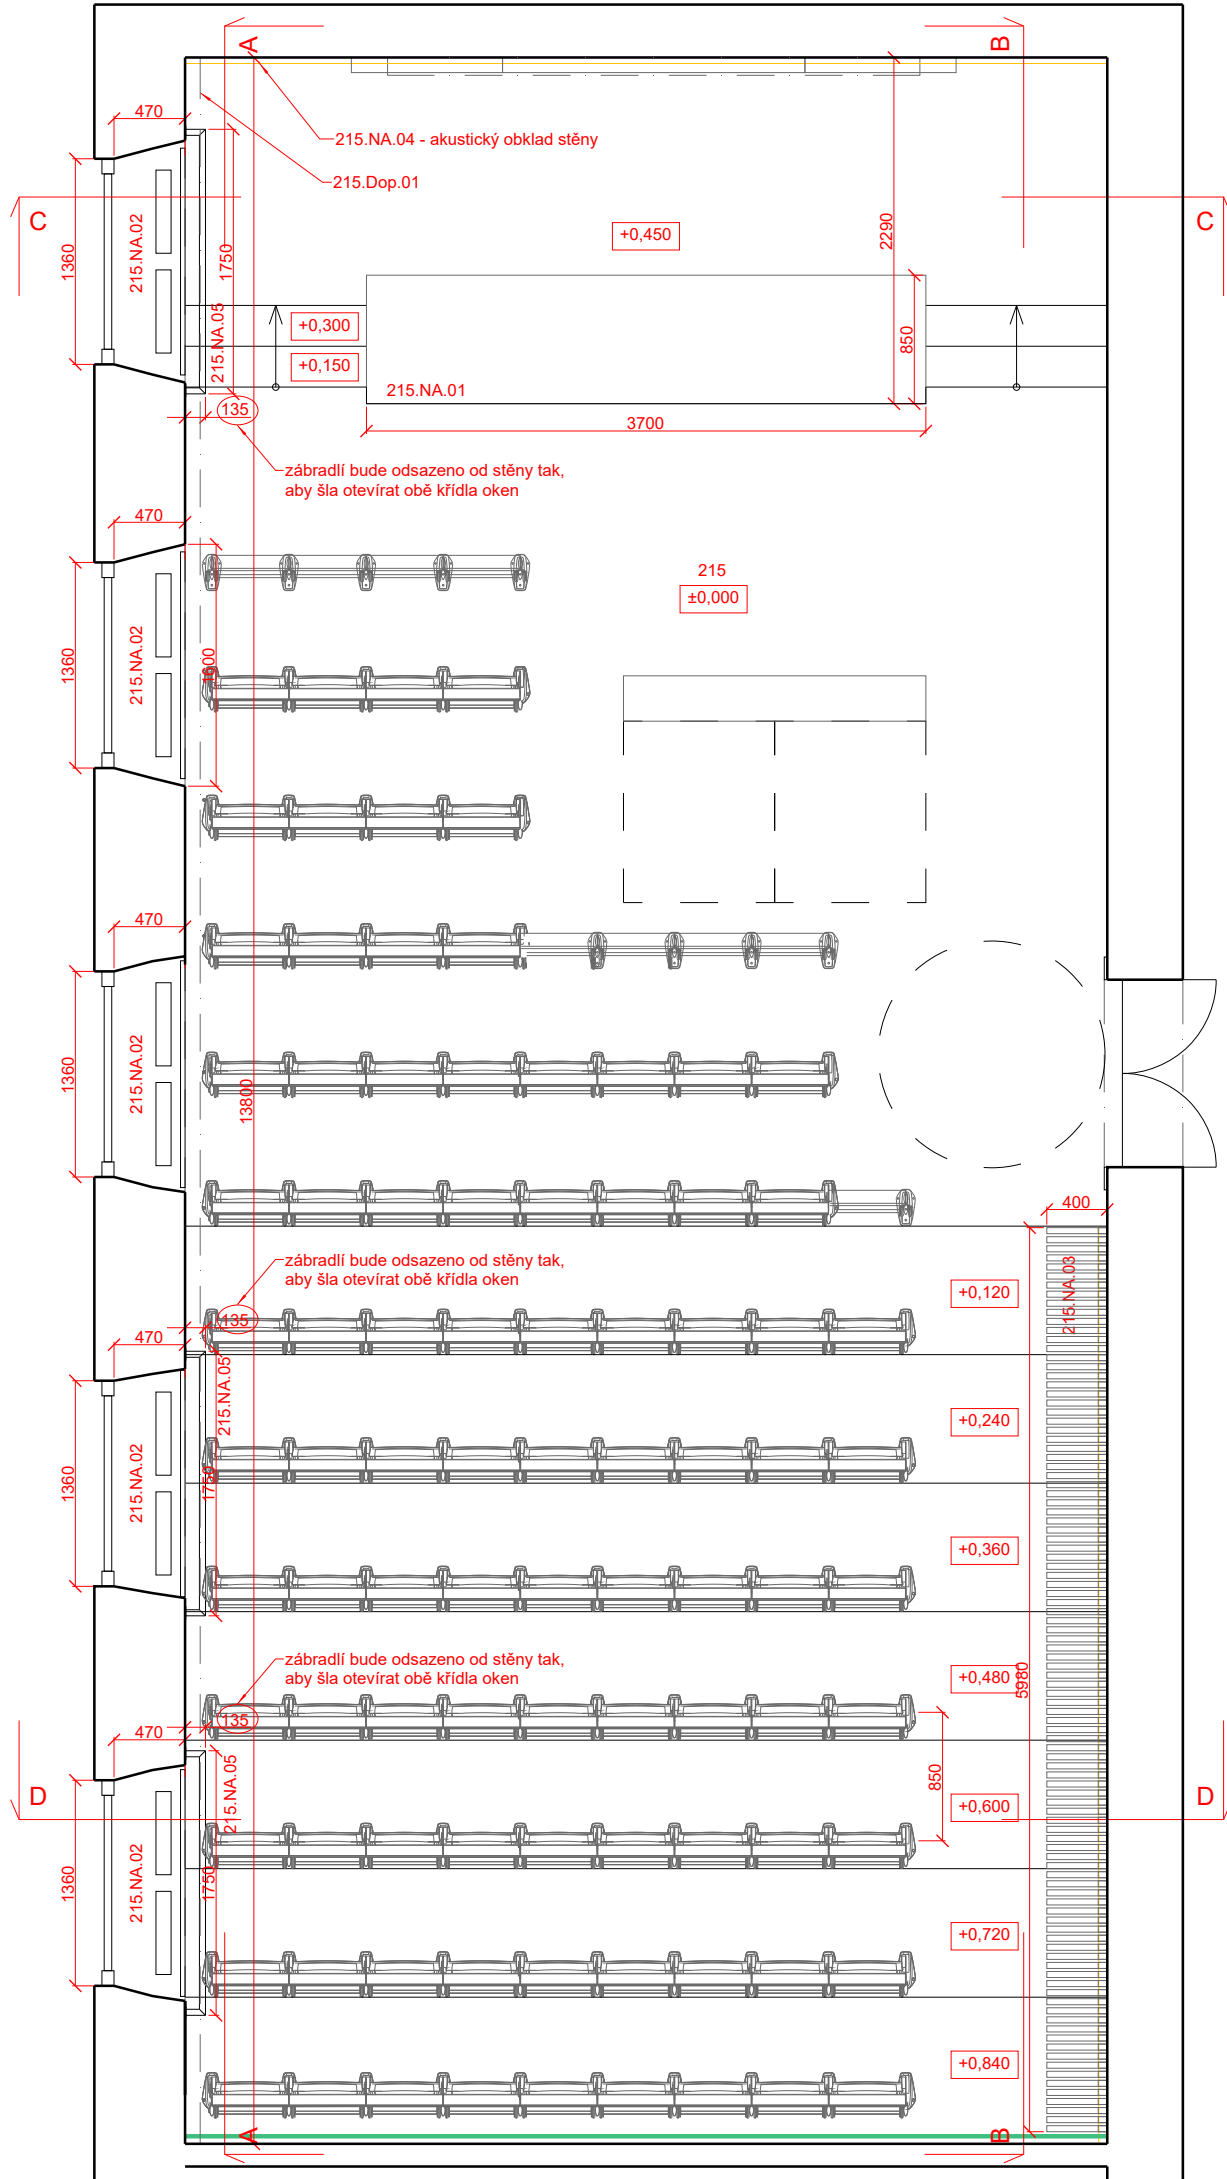 A
B
470
215.NA.04 - akustický obklad stěny
215.Dop.01
C
C
1360
215.NA.02
1750
+0,450
2290
215.NA.05
+0,300
850
+0,150
215.NA.01
135
3700
zábradlí bude odsazeno od stěny tak,
aby šla otevírat obě křídla oken
470
215
±0,000
1360
215.NA.02
1600
470
1360
215.NA.02
13800
400
zábradlí bude odsazeno od stěny tak,
aby šla otevírat obě křídla oken
+0,120
215.NA.03
135
470
215.NA.05
+0,240
1360
215.NA.02
1750
+0,360
zábradlí bude odsazeno od stěny tak,
aby šla otevírat obě křídla oken
+0,480
5980
135
470
850
215.NA.05
D
+0,600
D
1360
215.NA.02
1750
+0,720
+0,840
A
B